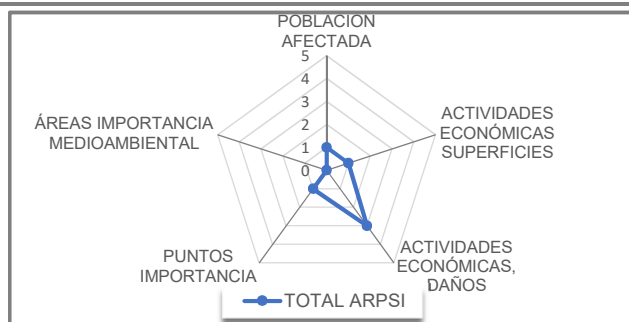 POBLACIÓN
AFECTADA
5
4
3
2
1
0
ACTIVIDADES
ECONÓMICAS
SUPERFICIES
ACTIVIDADES
ECONÓMICAS,
DAÑOS
PUNTOS
IMPORTANCIA
ÁREAS IMPORTANCIA
MEDIOAMBIENTAL
TOTAL ARPSI